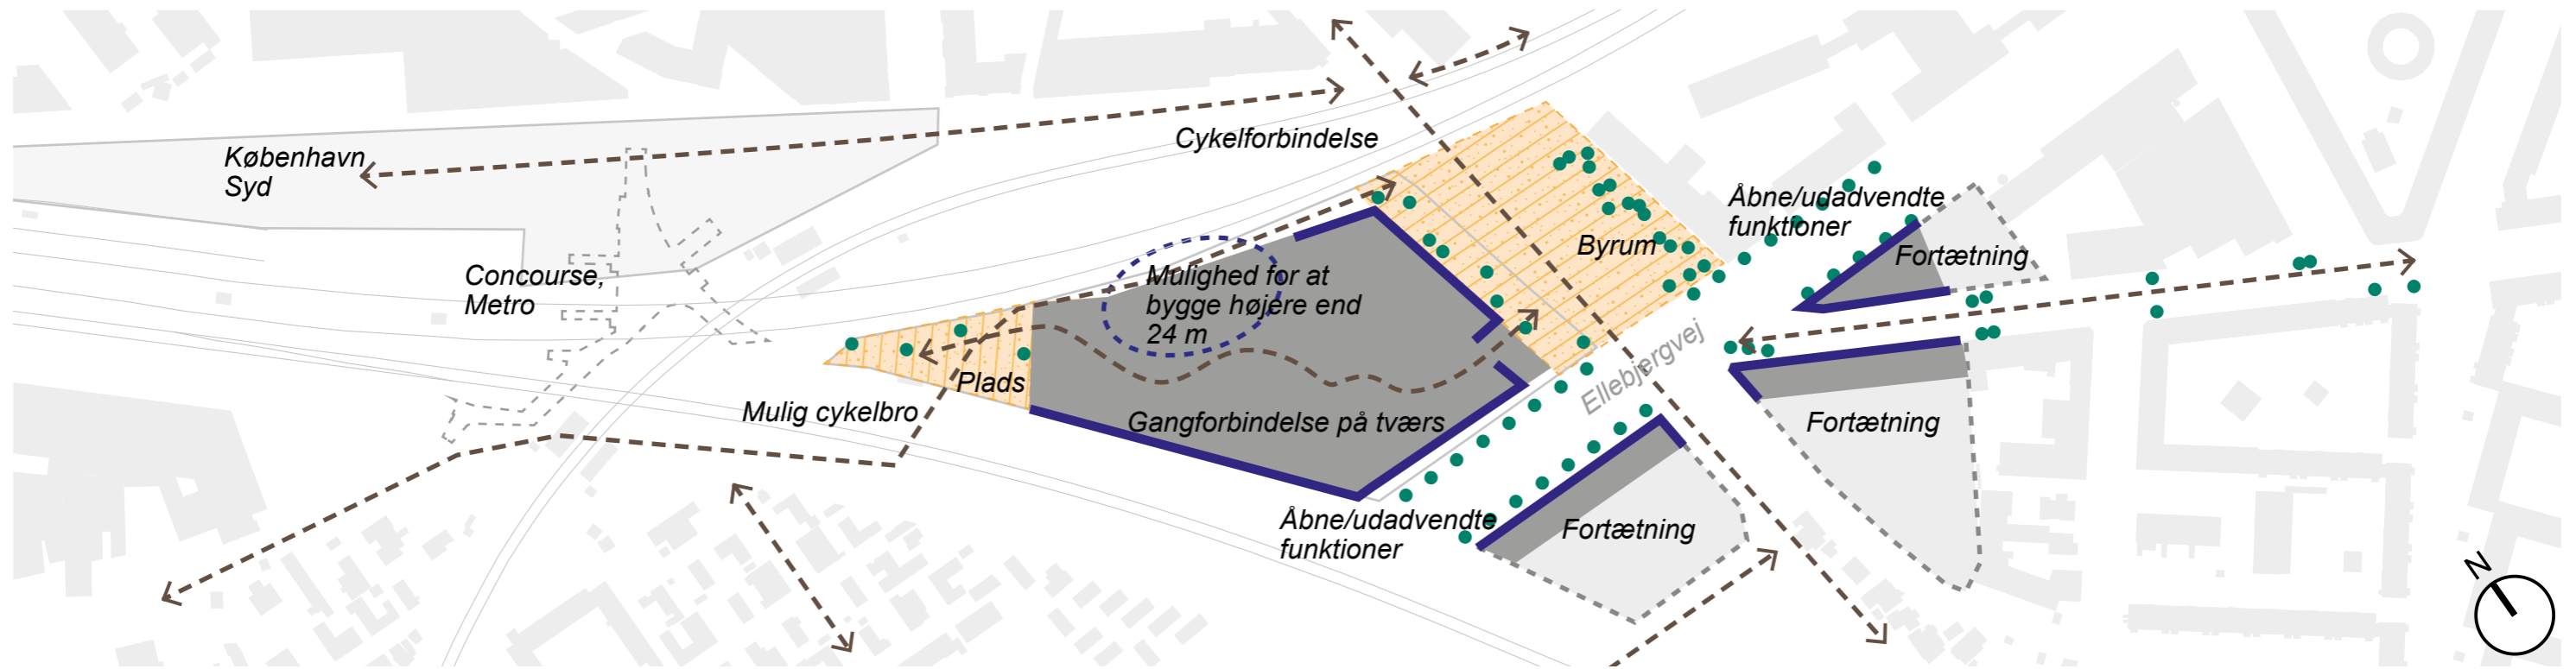 København
Syd
Concourse,
Metro
Cykelforbindelse
Mulig cykelbro
Plads
Mulighed for at
bygge højere end
24 m
Gangforbindelse på tværs
Byrum
Ellebjergvej
Åbne/udadvendte
funktioner
Fortætning
Fortætning
Åbne/udadvendte
funktioner
Fortætning
N